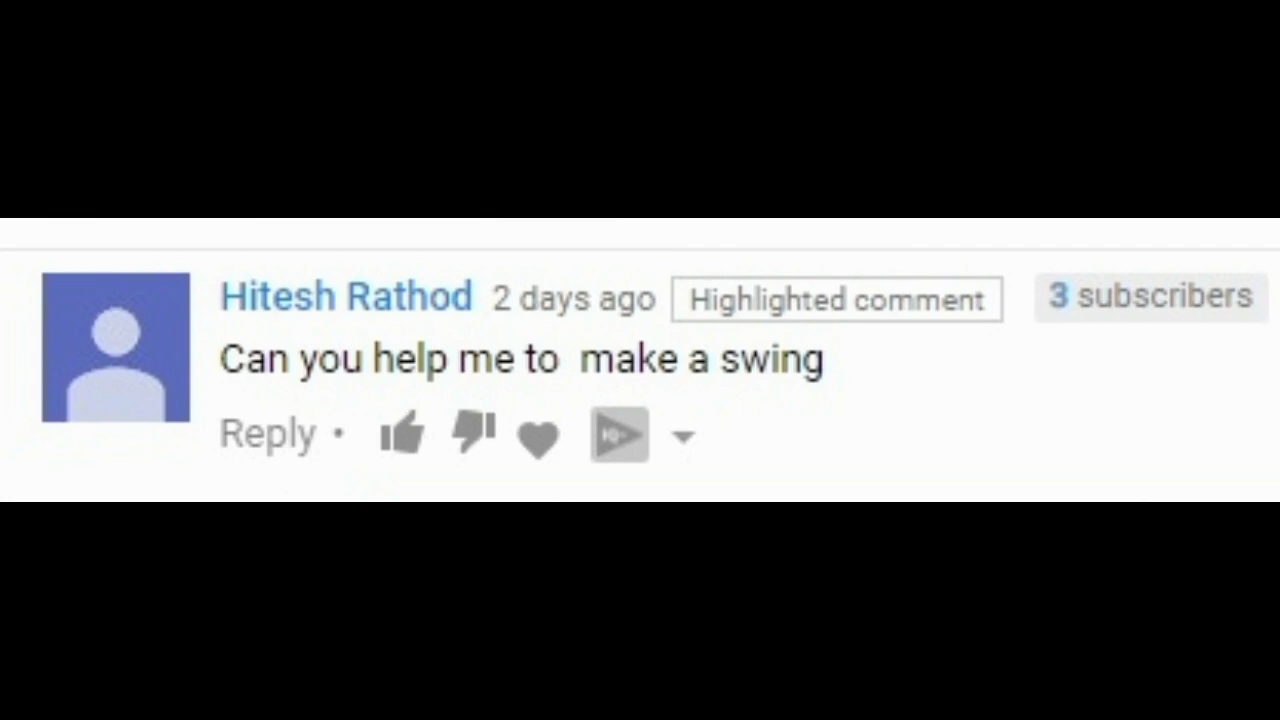 Hitesh Rathod 2 days ago Highlighted comment 3 subscribers
Can you help me to make a swing
Reply •